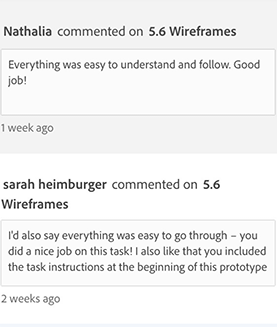 Nathalia commented on 5.6 Wireframes
Everything was easy to understand and follow. Good
job!
1 week ago
sarah heimburger commented on 5.6
Wireframes
I'd also say everything was easy to go through – you
did a nice job on this task! I also like that you included
the task instructions at the beginning of this prototype
2 weeks ago